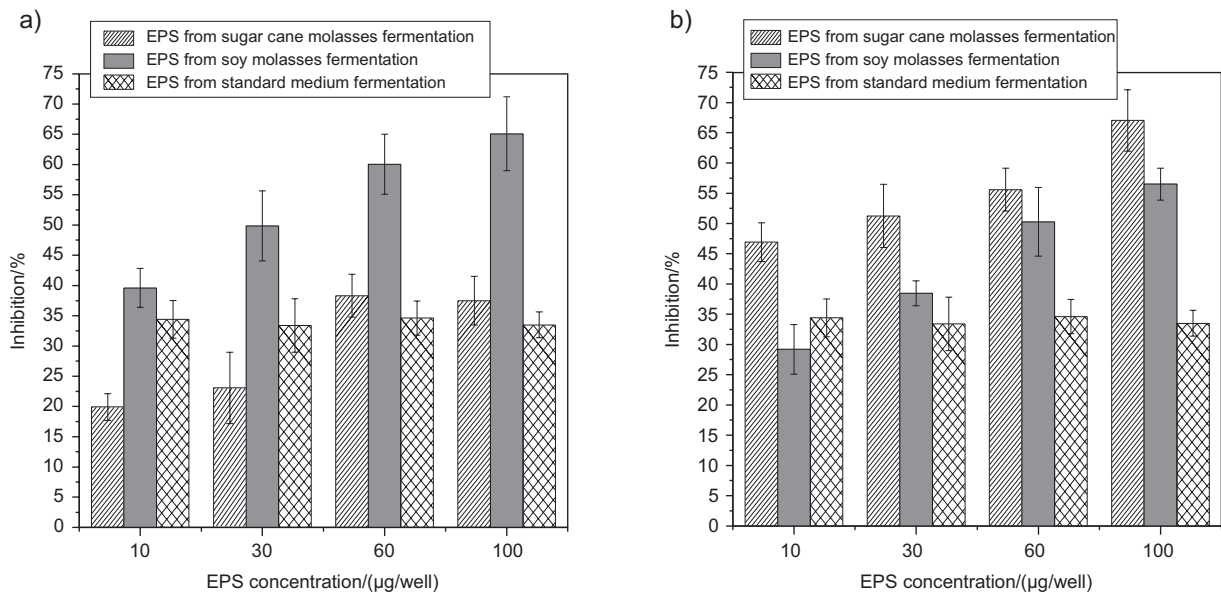 a)
EPS from sugar cane molasses fermentation
EPS from soy molasses fermentation
EPS from standard medium fermentation
75
70
65
60
55
50
45
40
35
30
25
20
15
10
5
0
Inhibition/%
10 30 60 100
EPS concentration/(µg/well)
b)
EPS from sugar cane molasses fermentation
EPS from soy molasses fermentation
EPS from standard medium fermentation
75
70
65
60
55
50
45
40
35
30
25
20
15
10
5
0
Inhibition/%
10 30 60 100
EPS concentration/(µg/well)